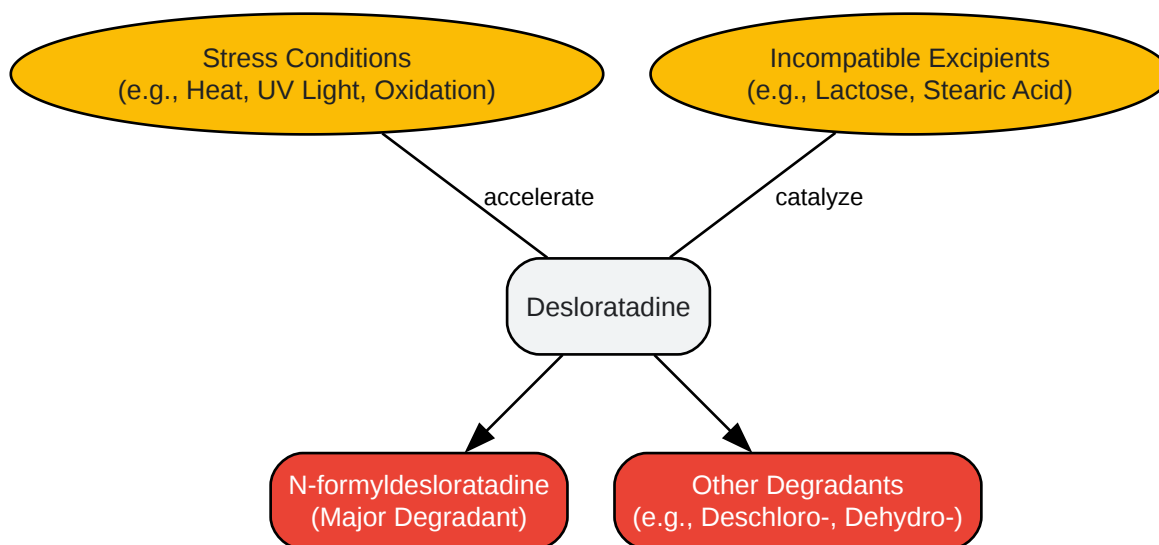 Stress Conditions
(e.g., Heat, UV Light, Oxidation)
Incompatible Excipients
(e.g., Lactose, Stearic Acid)
accelerate
catalyze
Desloratadine
N-formyldesloratadine
(Major Degradant)
Other Degradants
(e.g., Deschloro-, Dehydro-)